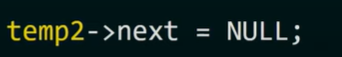 temp2->next = NULL;